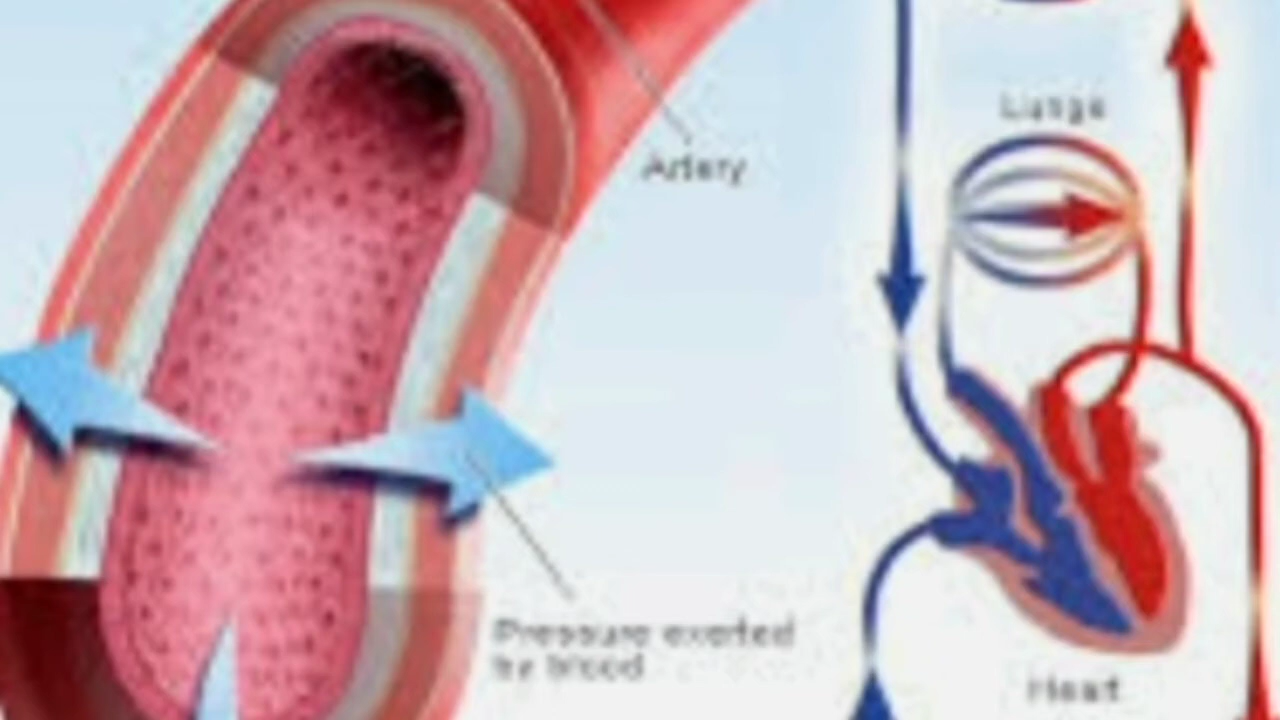 Lungs
Artery
Pressure exerted
by blood
Heart